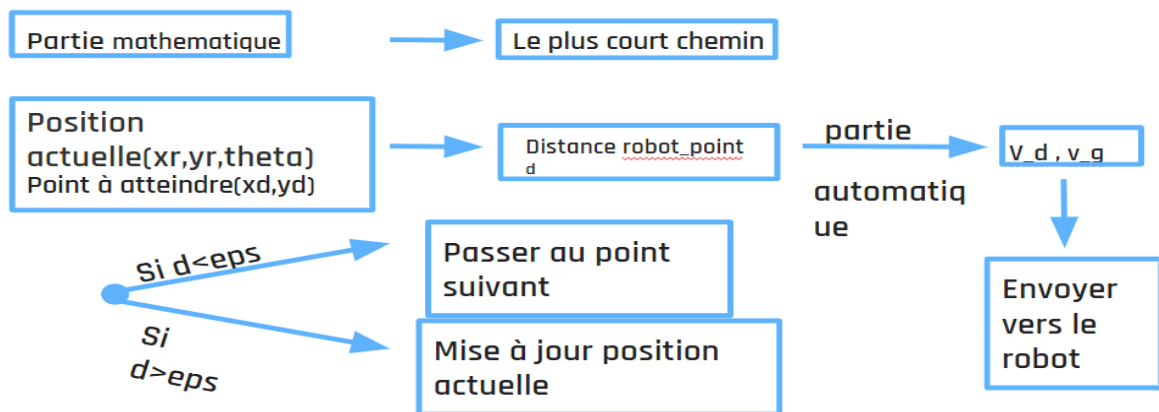 Partie mathematique
Le plus court chemin
Position
actuelle(xr,yr,theta)
Point à atteindre(xd,yd)
Distance robot_point
d
partie
automatiq
ue
V_d , v_g
Si d<eps
Passer au point
suivant
Si
d>eps
Mise à jour position
actuelle
Envoyer
vers le
robot